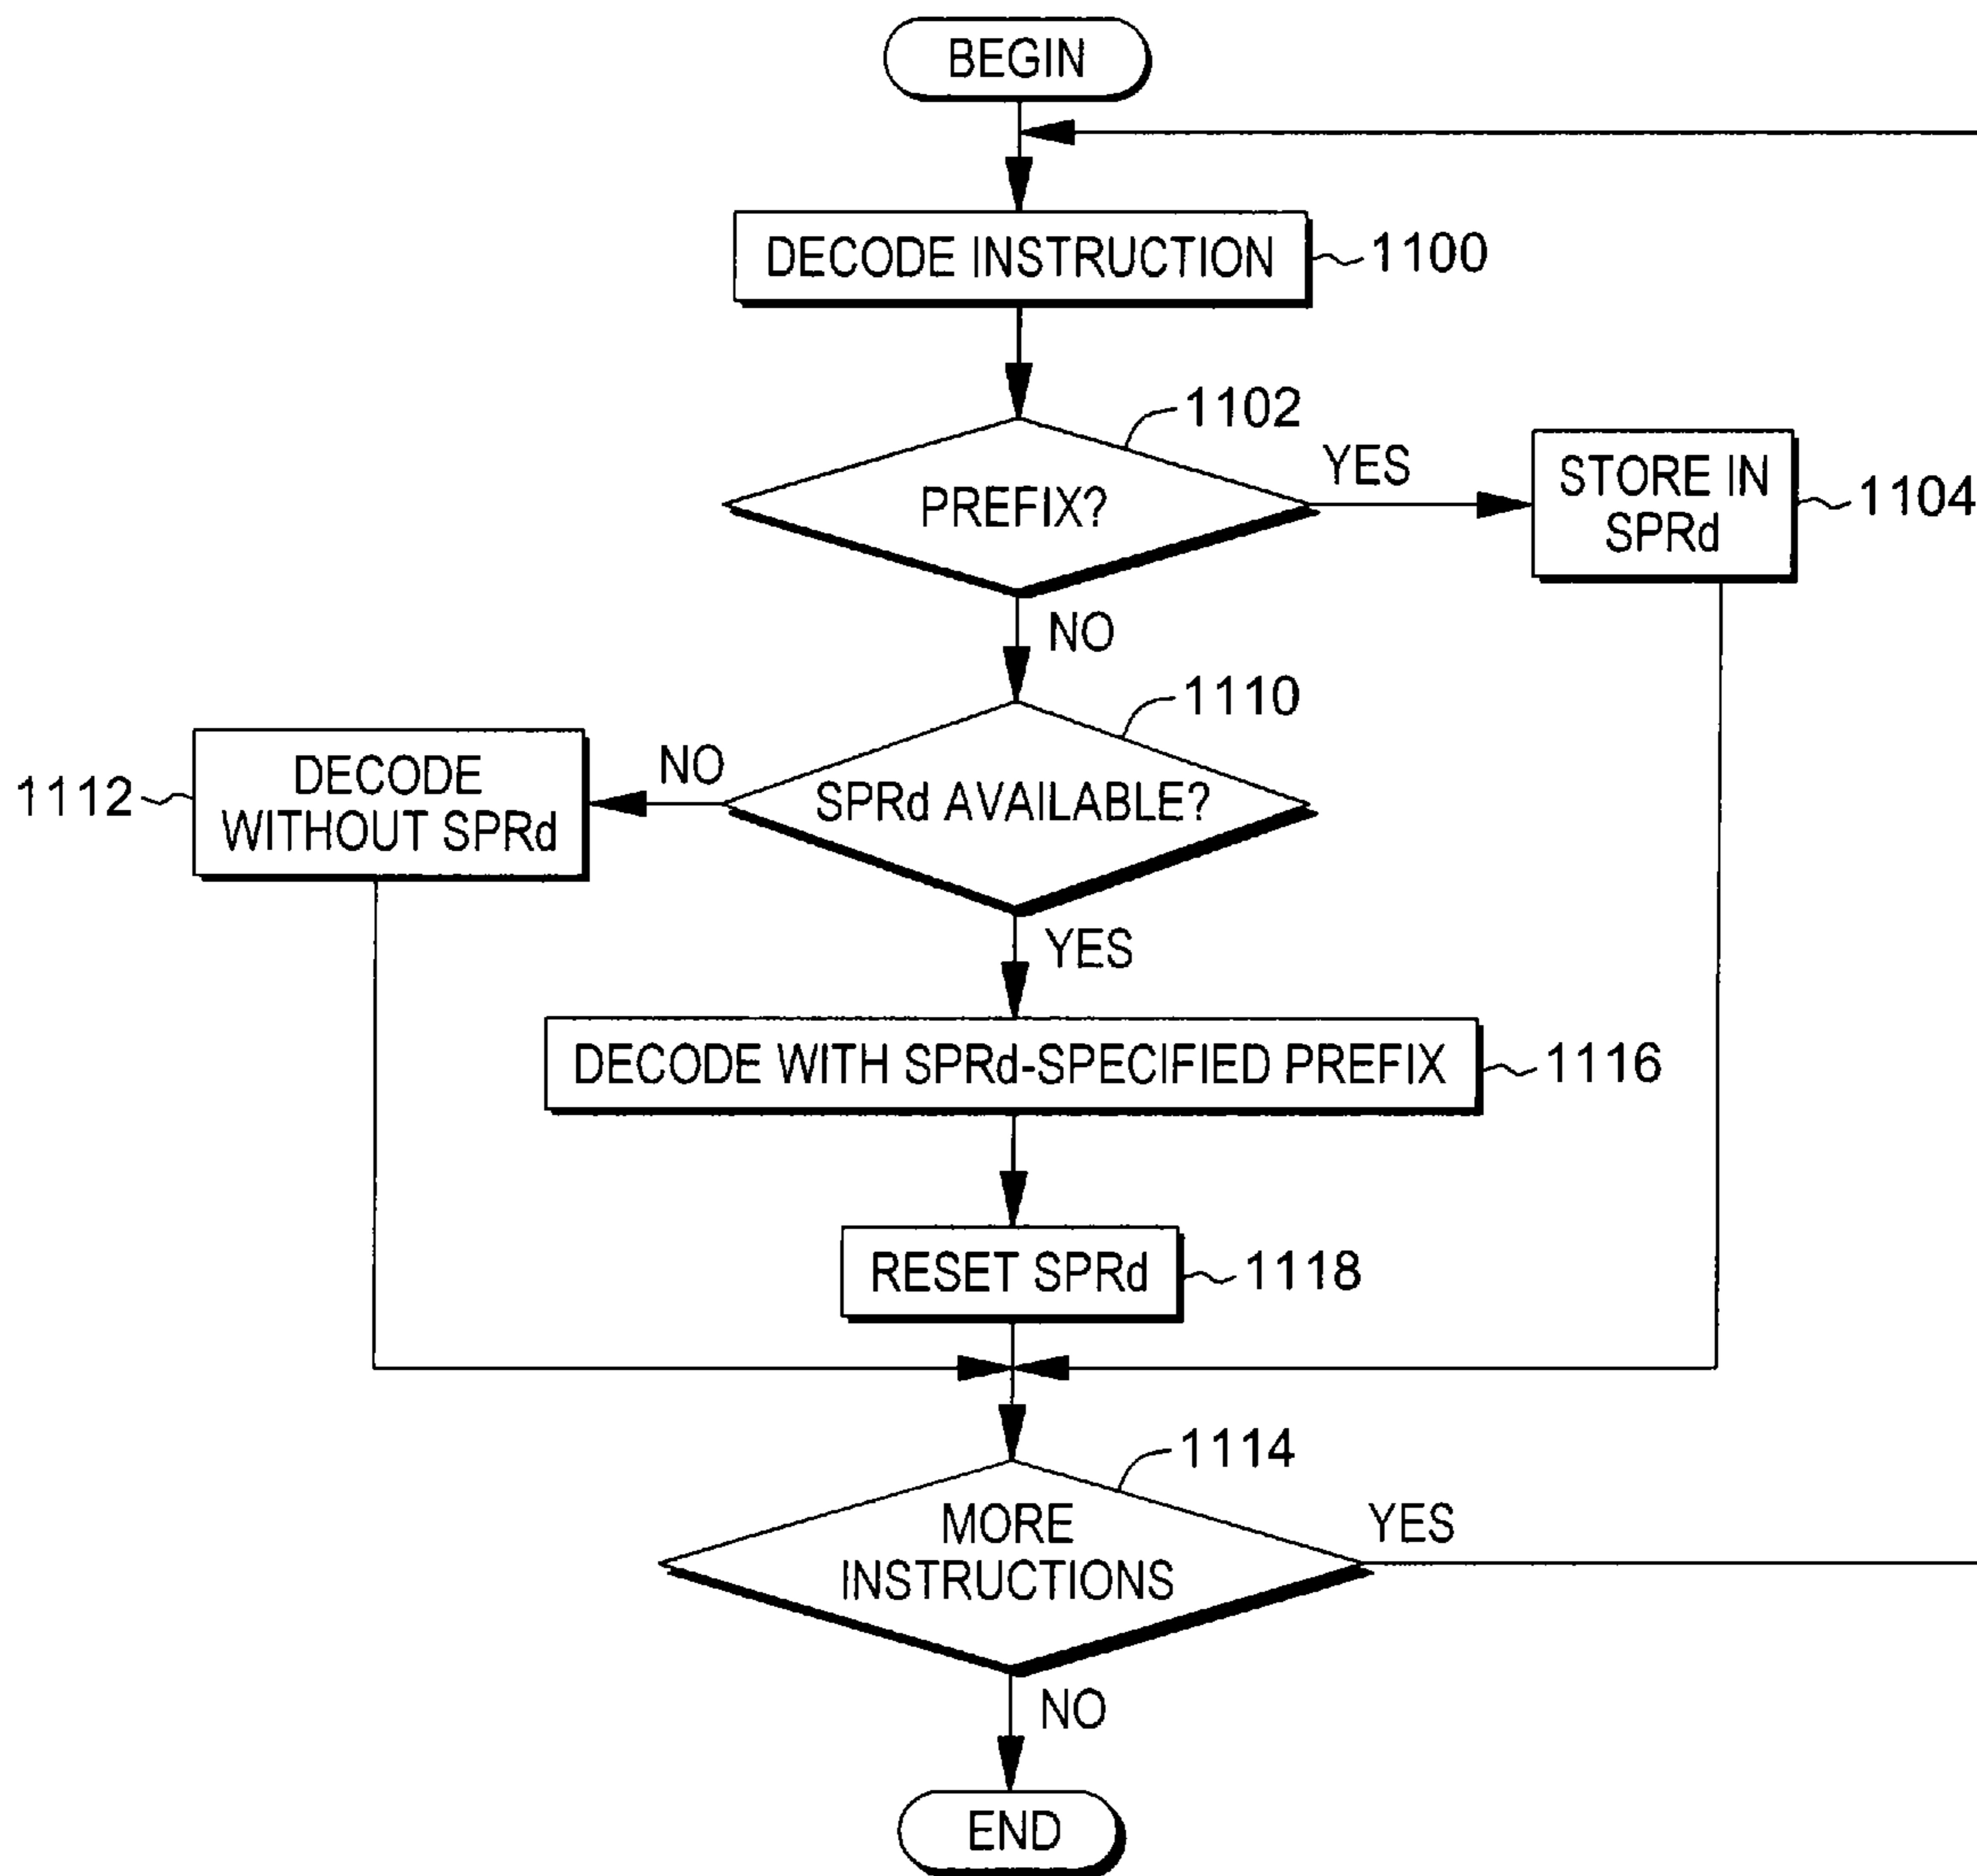 BEGIN
DECODE INSTRUCTION
1100
1102
PREFIX?
YES
STORE IN
SPRd
1104
NO
1110
SPRd AVAILABLE?
NO
DECODE
WITHOUT SPRd
1112
YES
DECODE WITH SPRd-SPECIFIED PREFIX
1116
RESET SPRd
1118
1114
MORE
INSTRUCTIONS
YES
NO
END